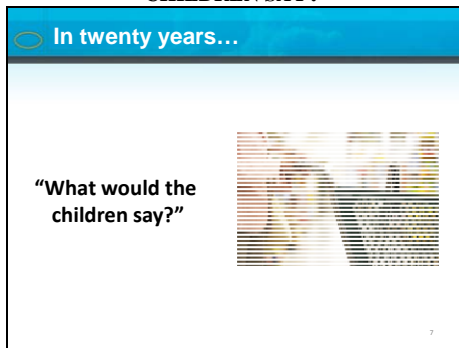 In twenty years…
“What would the
children say?”
7